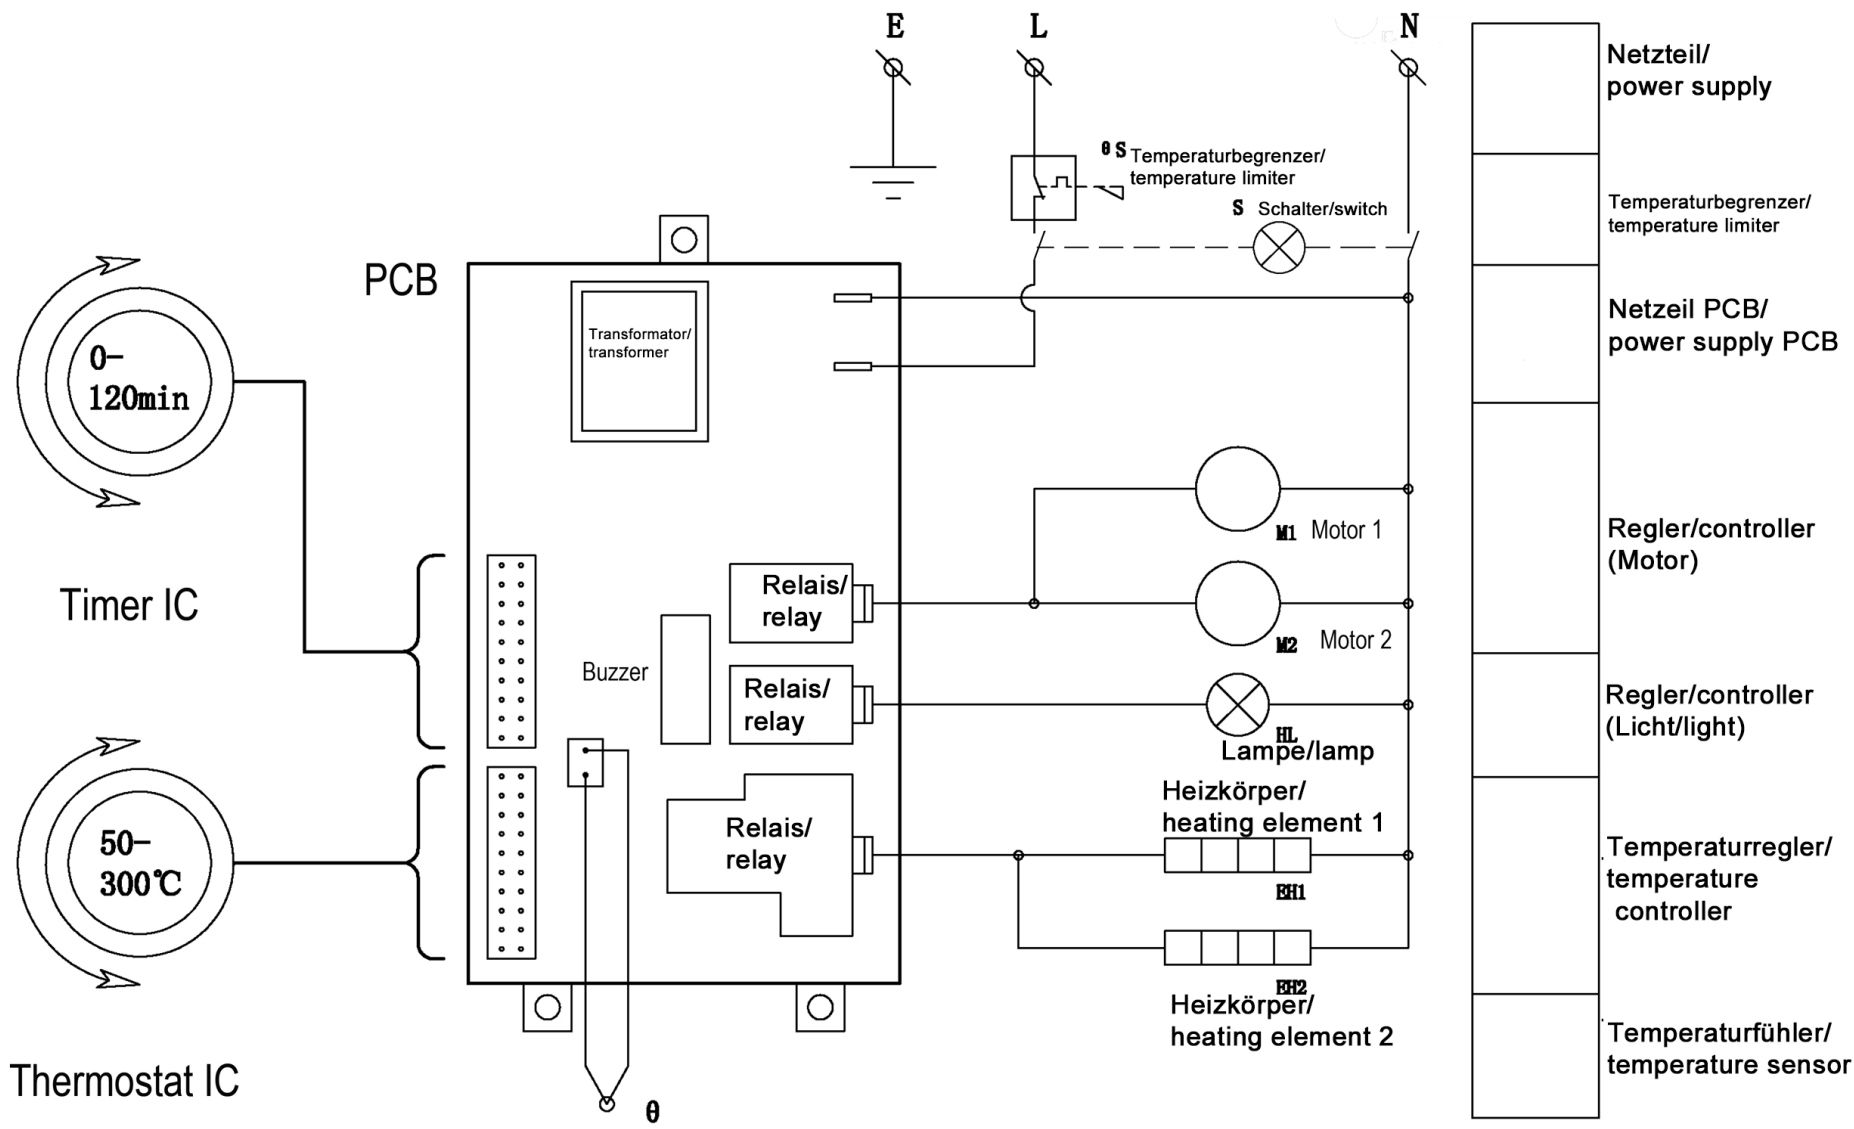 E
L
N
Netzteil/
power supply
θ S
Temperaturbegrenzer/
temperature limiter
S
Schalter/switch
Temperaturbegrenzer/
temperature limiter
PCB
Transformator/
transformer
Netzeil PCB/
power supply PCB
0-
120min
Timer IC
M1
Motor 1
M2
Motor 2
Regler/controller
(Motor)
Relais/
relay
Buzzer
Relais/
relay
HL
Lampe/lamp
Regler/controller
(Licht/light)
50-
300℃
Thermostat IC
Relais/
relay
Heizkörper/
heating element 1
EH1
EH2
Heizkörper/
heating element 2
Temperaturregler/
temperature
controller
Temperaturfühler/
temperature sensor
θ